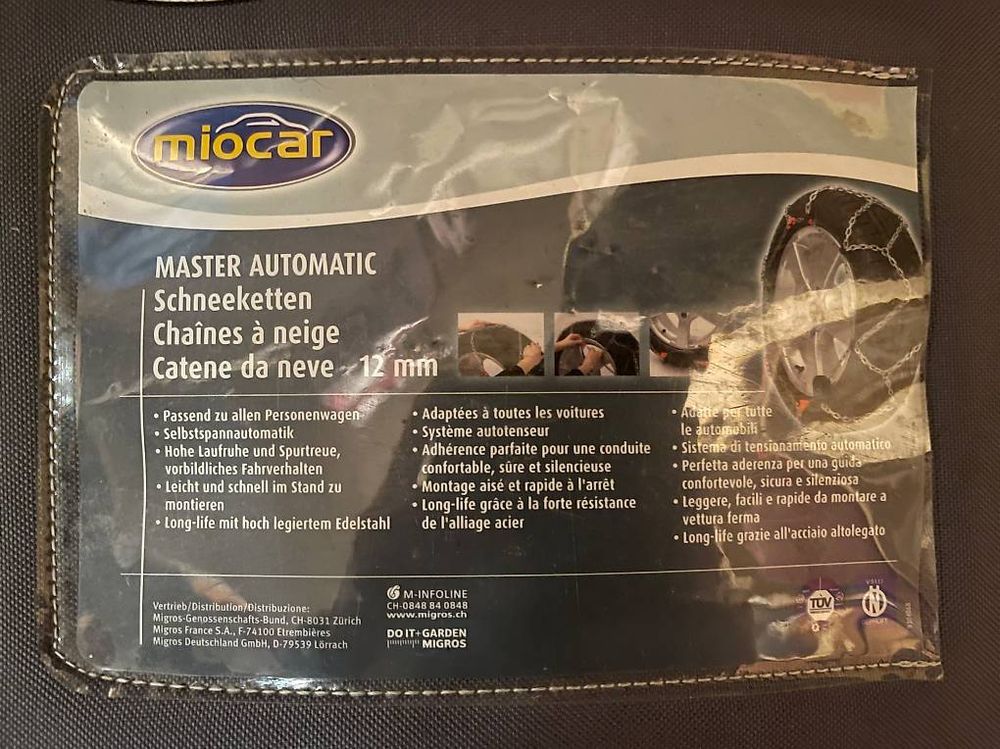 miocar
MASTER AUTOMATIC
Schneeketten
Chaînes à neige
Catene da neve - 12 mm
• Passend zu allen Personenwagen
• Selbstspannautomatik
• Hohe Laufruhe und Spurtreue,
vorbildliches Fahrverhalten
• Leicht und schnell im Stand zu
montieren
• Long-life mit hoch legiertem Edelstahl
• Adaptées à toutes les voitures
• Système autotenseur
• Adhérence parfaite pour une conduite
confortable, sûre et silencieuse
• Montage aisé et rapide à l'arrêt
• Long-life grâce à la forte résistance
de l'alliage acier
• Adatte per tutte
le automobili
• Sistema di tensionamento automatico
• Perfetta aderenza per una guida
confortevole, sicura e silenziosa
• Leggere, facili e rapide da montare a
vettura ferma
• Long-life grazie all'acciaio altolegato
Vertrieb/Distribution/Distribuzione:
Migros-Genossenschafts-Bund, CH-8031 Zürich
Migros France S.A., F-74100 Etrembières
Migros Deutschland GmbH, D-79539 Lörrach
M-INFOLINE
CH-0848 84 0848
www.migros.ch
DO IT+GARDEN
MIGROS
TÜV